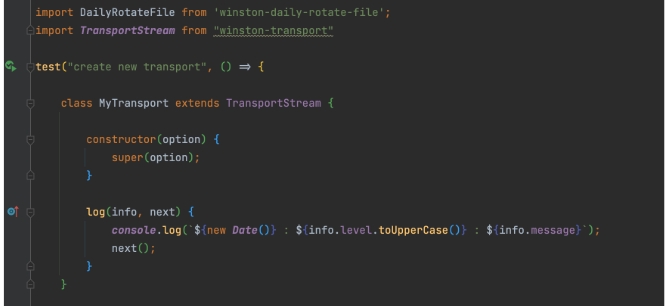 import DailyRotateFile from 'winston-daily-rotate-file';
import TransportStream from "winston-transport"
test("create new transport", () => {
class MyTransport extends TransportStream {
constructor(option) {
super(option);
}
log(info, next) {
console.log(`${new Date()} : ${info.level.toUpperCase()} : ${info.message}`);
next();
}
}